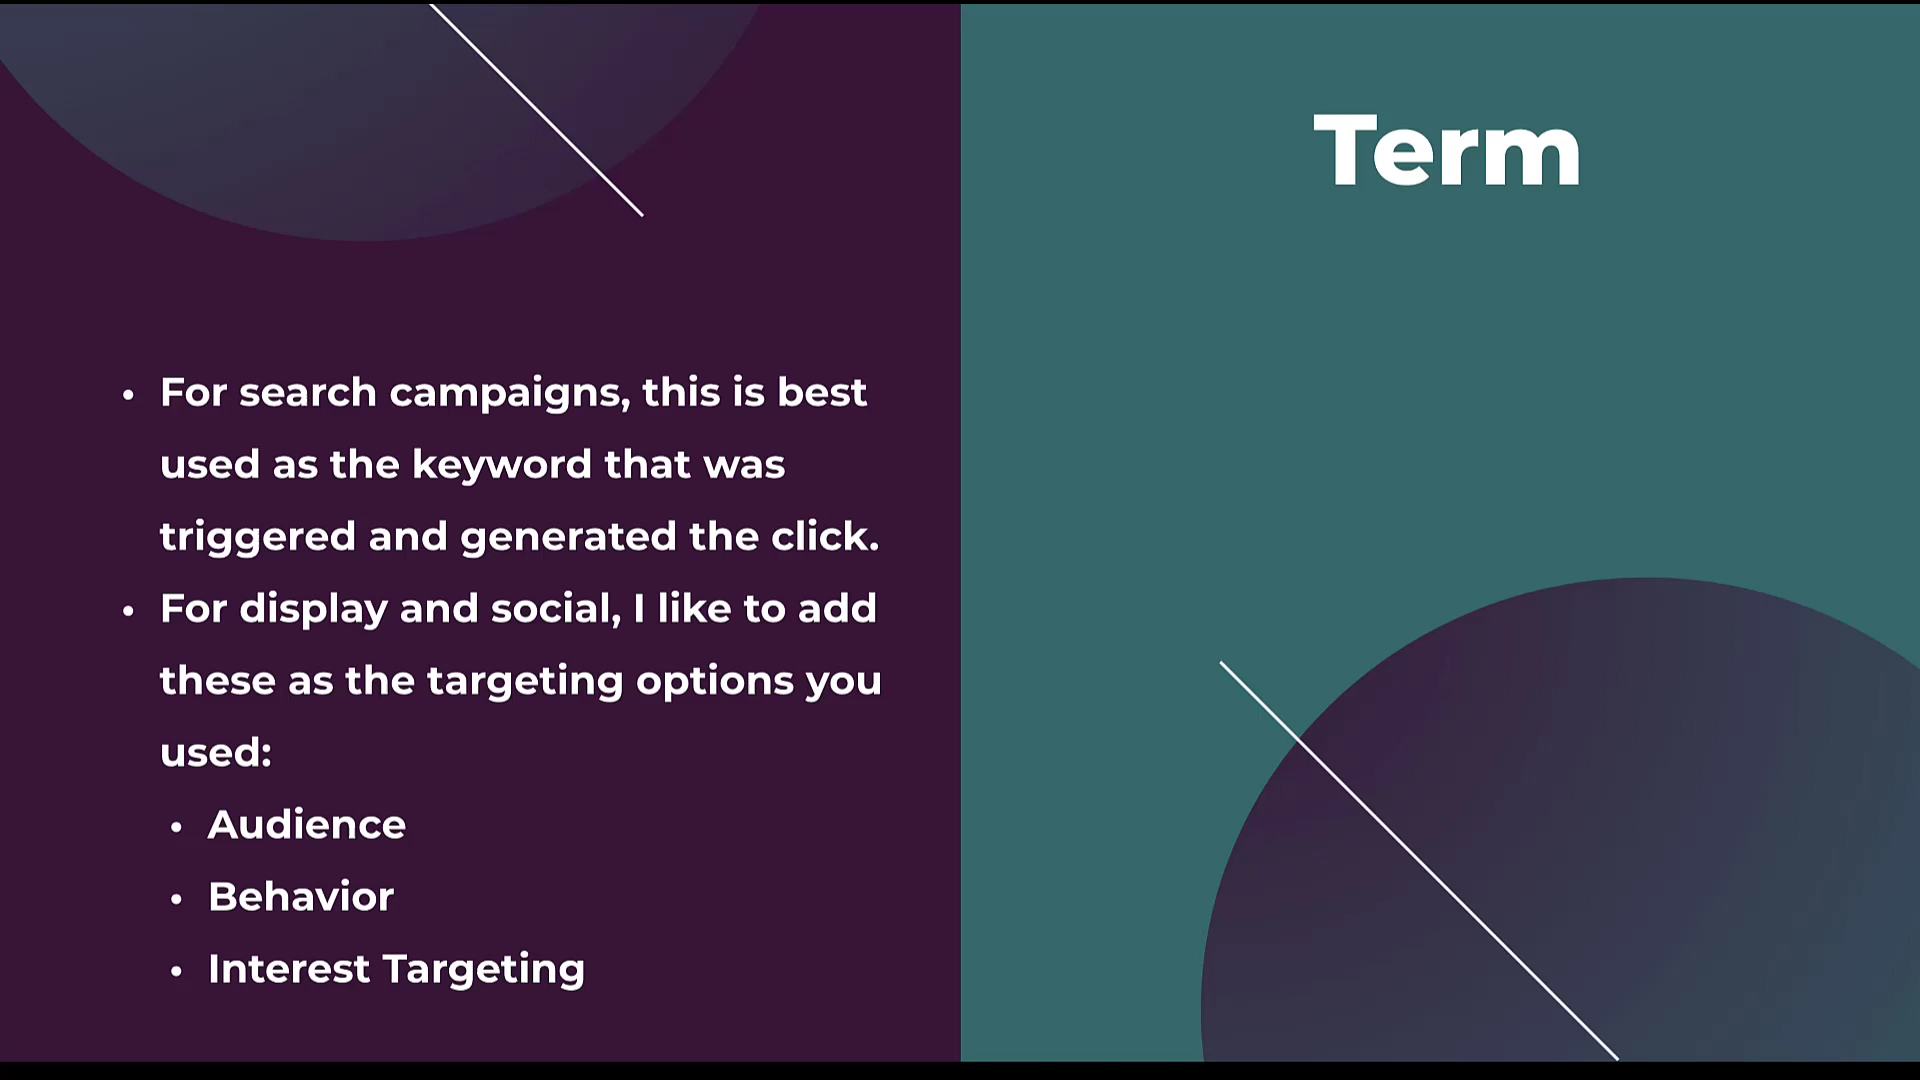 Term
• For search campaigns, this is best
used as the keyword that was
triggered and generated the click.
• For display and social, I like to add
these as the targeting options you
used:
• Audience
• Behavior
• Interest Targeting